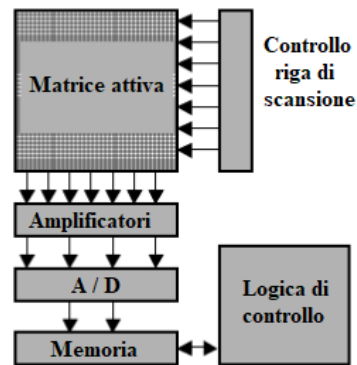 Matrice attiva
Controllo
riga di
scansione
Amplificatori
A / D
Memoria
Logica di
controllo